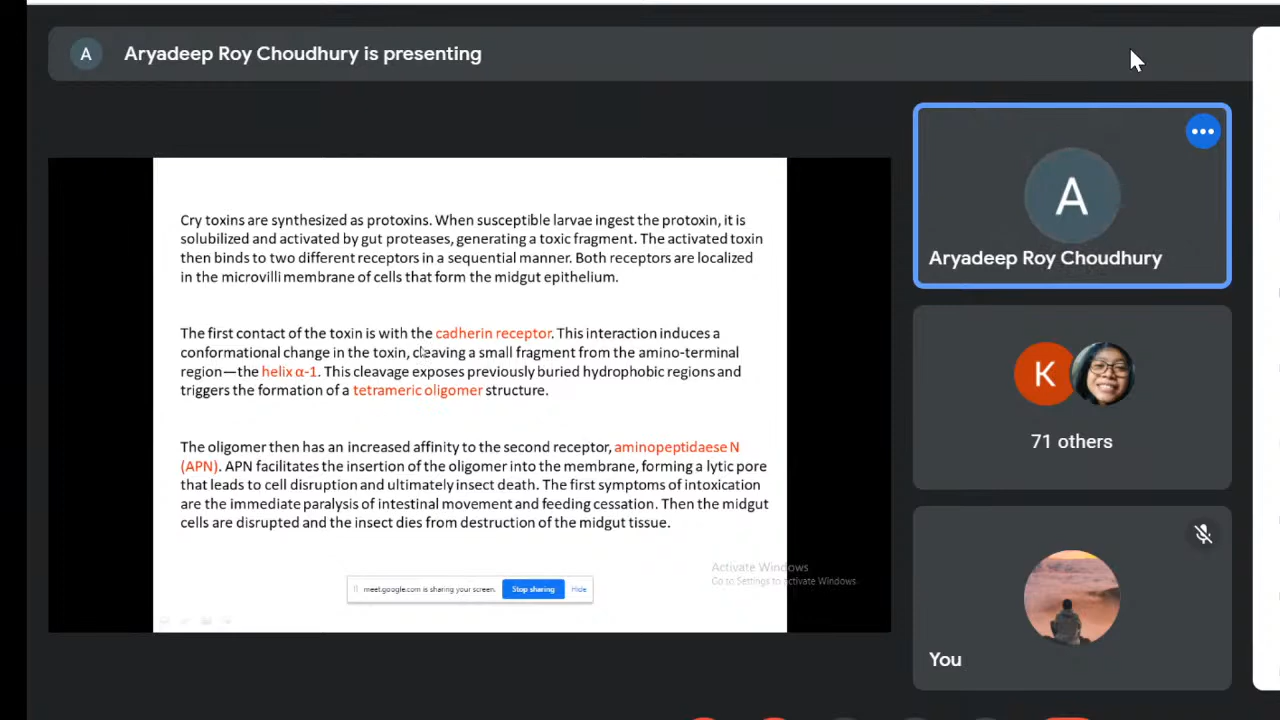 A Aryadeep Roy Choudhury is presenting
Cry toxins are synthesized as protoxins. When susceptible larvae ingest the protoxin, it is
solubilized and activated by gut proteases, generating a toxic fragment. The activated toxin
then binds to two different receptors in a sequential manner. Both receptors are localized
in the microvilli membrane of cells that form the midgut epithelium.
The first contact of the toxin is with the cadherin receptor. This interaction induces a
conformational change in the toxin, cleaving a small fragment from the amino-terminal
region—the helix α-1. This cleavage exposes previously buried hydrophobic regions and
triggers the formation of a tetrameric oligomer structure.
The oligomer then has an increased affinity to the second receptor, aminopeptidaese N
(APN). APN facilitates the insertion of the oligomer into the membrane, forming a lytic pore
that leads to cell disruption and ultimately insect death. The first symptoms of intoxication
are the immediate paralysis of intestinal movement and feeding cessation. Then the midgut
cells are disrupted and the insect dies from destruction of the midgut tissue.
Activate Windows
Go to Settings to activate Windows.
meet.google.com is sharing your screen. Stop sharing Hide
A
Aryadeep Roy Choudhury
K
71 others
You